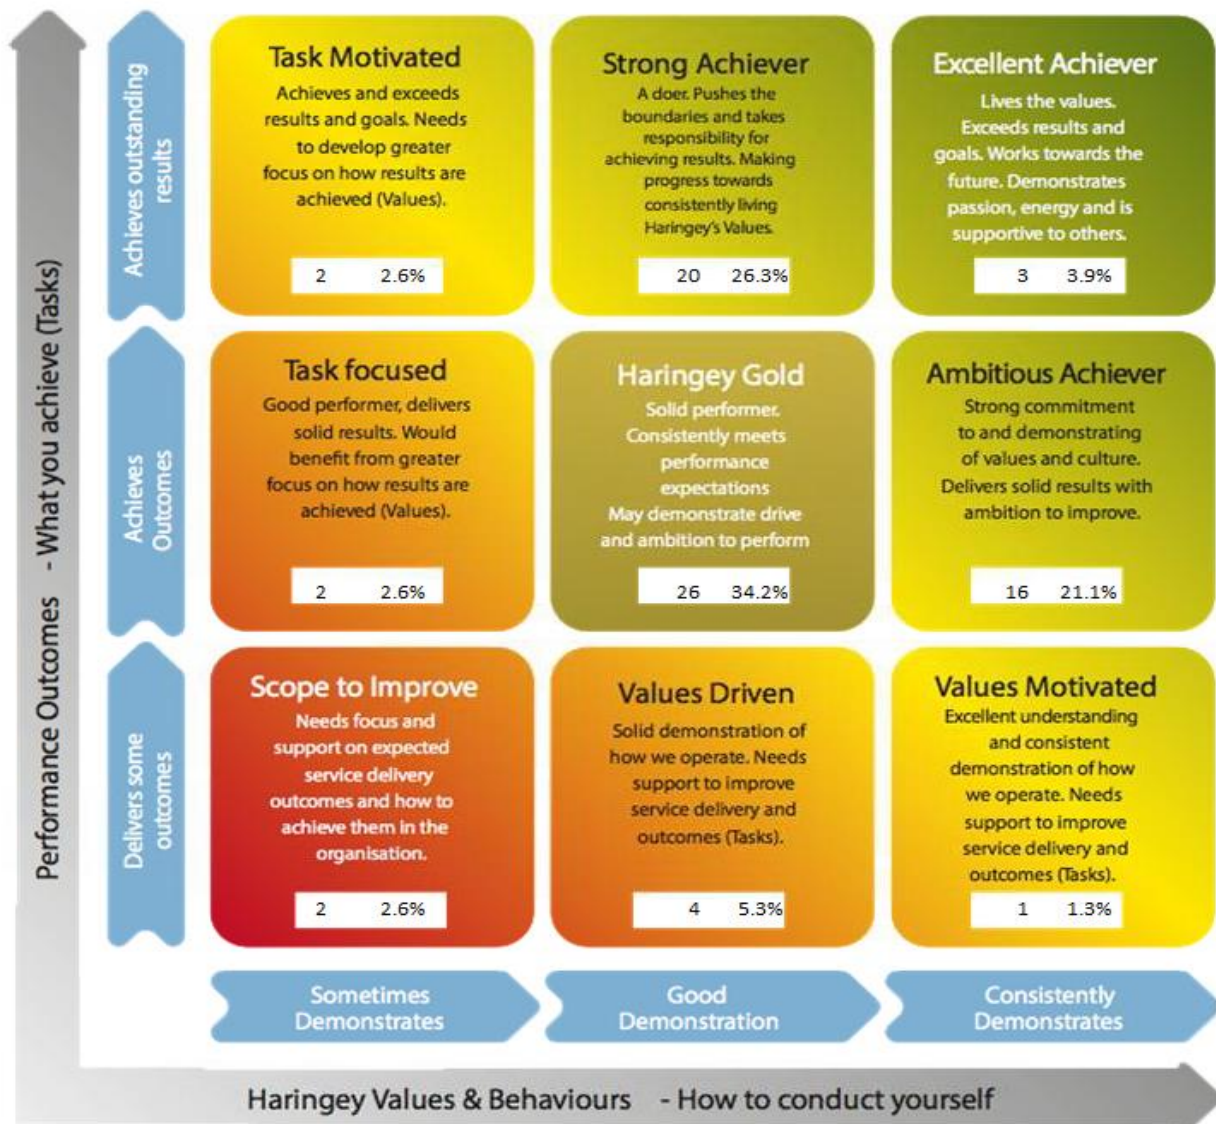 Performance Outcomes - What you achieve (Tasks)
Achieves outstanding
results
Task Motivated
Achieves and exceeds
results and goals. Needs
to develop greater
focus on how results are
achieved (Values).
2 2.6%
Strong Achiever
A doer. Pushes the
boundaries and takes
responsibility for
achieving results. Making
progress towards
consistently living
Haringey's Values.
20 26.3%
Excellent Achiever
Lives the values.
Exceeds results and
goals. Works towards the
future. Demonstrates
passion, energy and is
supportive to others.
3 3.9%
Achieves
Outcomes
Task focused
Good performer, delivers
solid results. Would
benefit from greater
focus on how results are
achieved (Values).
2 2.6%
Haringey Gold
Solid performer.
Consistently meets
performance
expectations
May demonstrate drive
and ambition to perform
26 34.2%
Ambitious Achiever
Strong commitment
to and demonstrating
of values and culture.
Delivers solid results with
ambition to improve.
16 21.1%
Delivers some
outcomes
Scope to Improve
Needs focus and
support on expected
service delivery
outcomes and how to
achieve them in the
organisation.
2 2.6%
Values Driven
Solid demonstration of
how we operate. Needs
support to improve
service delivery and
outcomes (Tasks).
4 5.3%
Values Motivated
Excellent understanding
and consistent
demonstration of how
we operate. Needs
support to improve
service delivery and
outcomes (Tasks).
1 1.3%
Sometimes
Demonstrates
Good
Demonstration
Consistently
Demonstrates
Haringey Values & Behaviours - How to conduct yourself